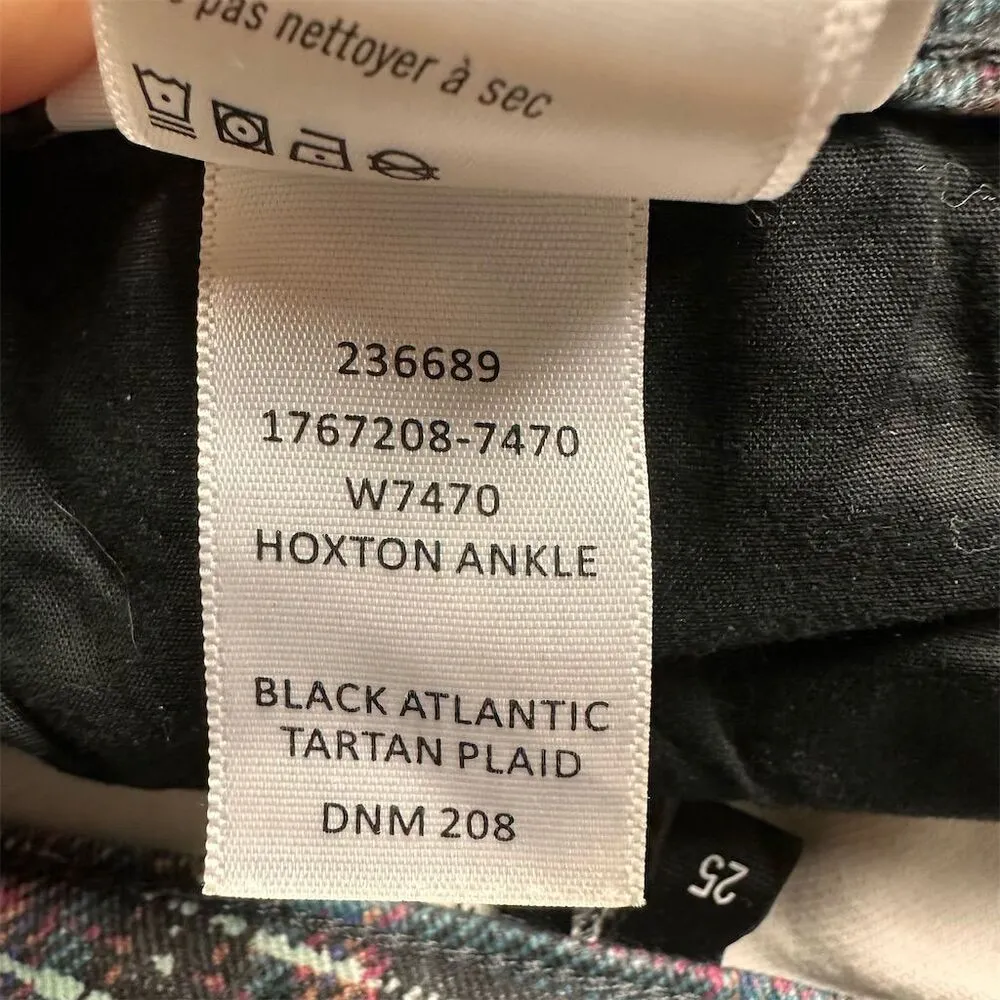 pas nettoyer à sec
236689
1767208-7470
W7470
HOXTON ANKLE
BLACK ATLANTIC
TARTAN PLAID
DNM 208
25